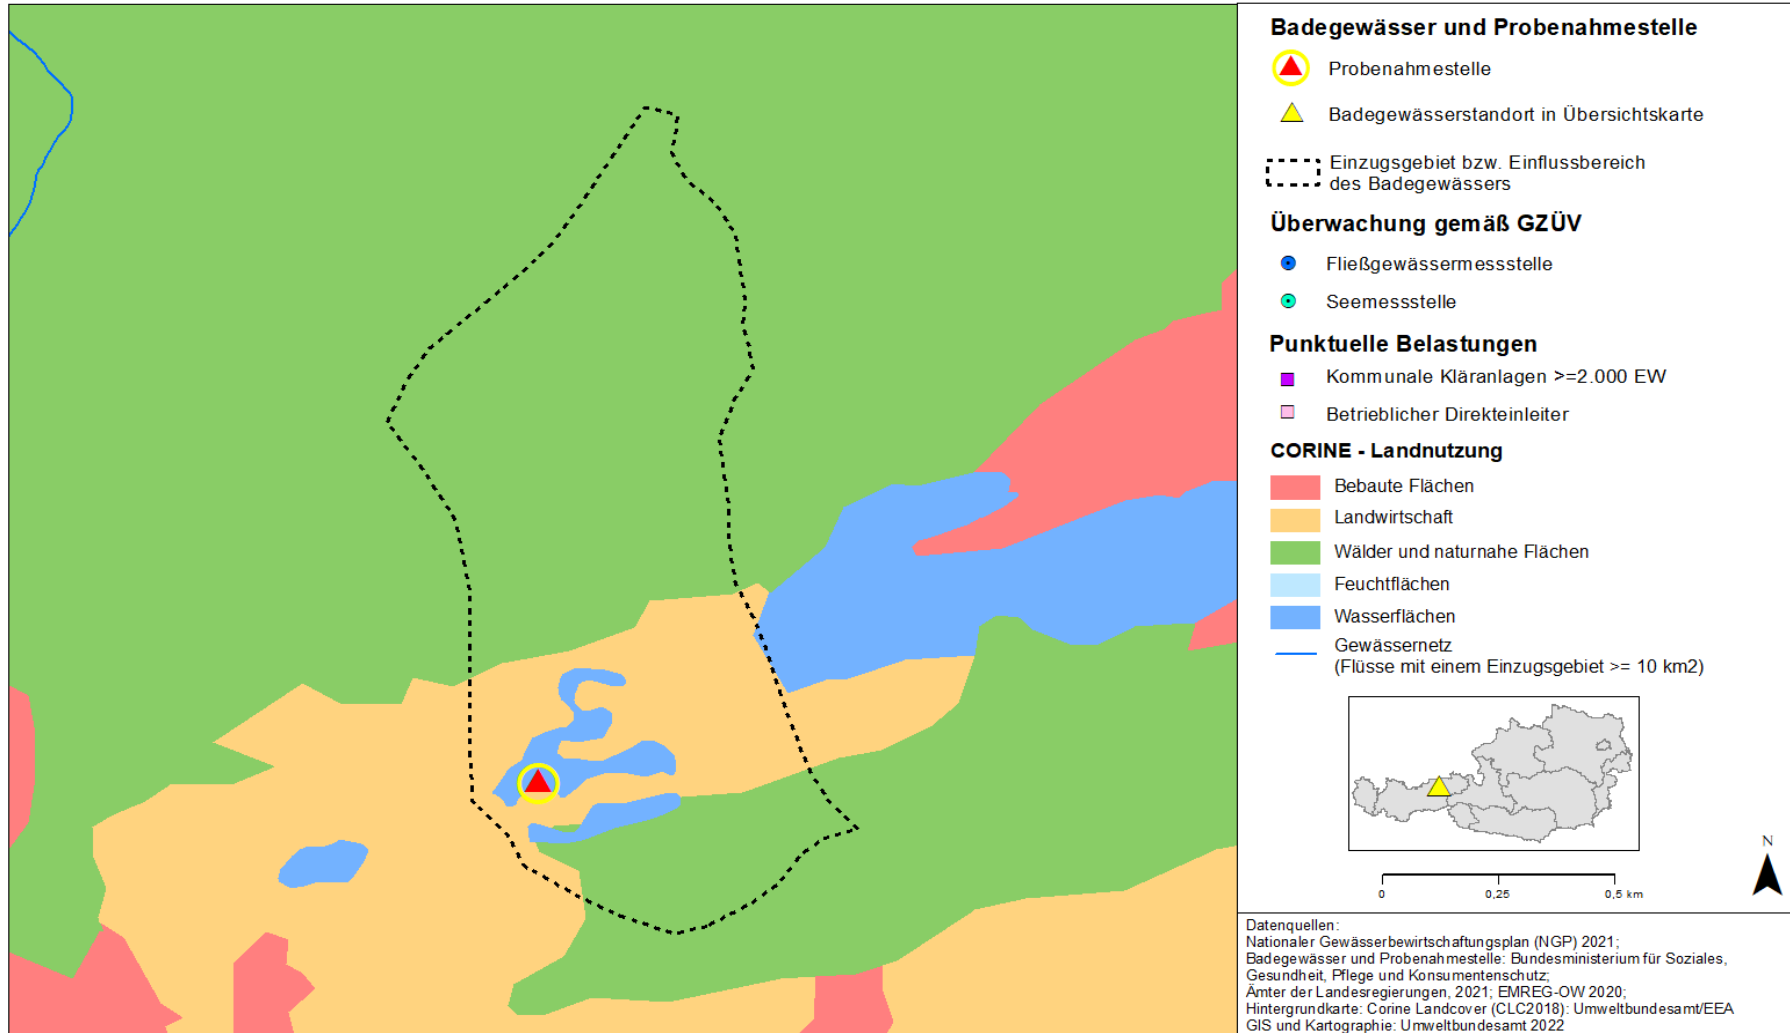 Badegewässer und Probenahmestelle
Probenahmestelle
Badegewässerstandort in Übersichtskarte
Einzugsgebiet bzw. Einflussbereich
des Badegewässers
Überwachung gemäß GZÜV
Fließgewässermessstelle
Seemessstelle
Punktuelle Belastungen
Kommunale Kläranlagen >=2.000 EW
Betrieblicher Direkteinleiter
CORINE - Landnutzung
Bebaute Flächen
Landwirtschaft
Wälder und naturnahe Flächen
Feuchtflächen
Wasserflächen
Gewässernetz
(Flüsse mit einem Einzugsgebiet >= 10 km2)
N
0 0,25 0,5 km
Datenquellen:
Nationaler Gewässerbewirtschaftungsplan (NGP) 2021;
Badegewässer und Probenahmestelle: Bundesministerium für Soziales,
Gesundheit, Pflege und Konsumentenschutz;
Ämter der Landesregierungen, 2021; EMREG-OW 2020;
Hintergrundkarte: Corine Landcover (CLC2018): Umweltbundesamt/EEA
GIS und Kartographie: Umweltbundesamt 2022